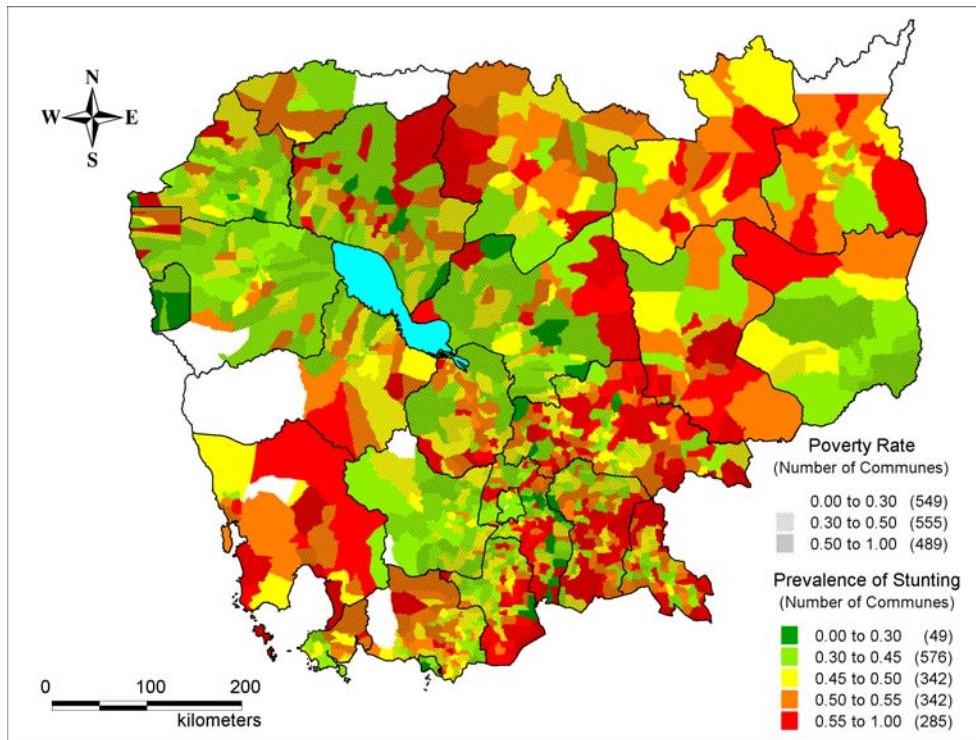 N
W E
S
Poverty Rate
(Number of Communes)
0.00 to 0.30 (549)
0.30 to 0.50 (555)
0.50 to 1.00 (489)
Prevalence of Stunting
(Number of Communes)
0.00 to 0.30 (49)
0.30 to 0.45 (576)
0.45 to 0.50 (342)
0.50 to 0.55 (342)
0.55 to 1.00 (285)
0 100 200
kilometers